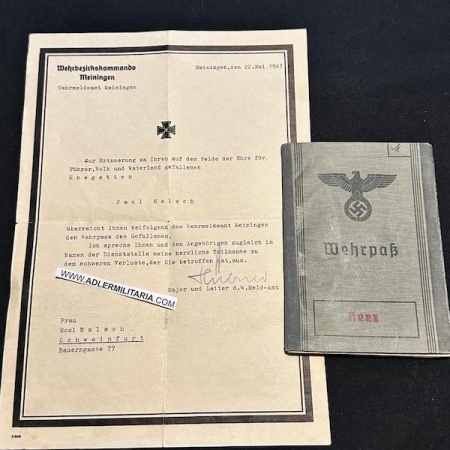 Wehrbezirkskommando
Meiningen
Wehrmeldeamt Meiningen
Meiningen,den 22.Mai 1943
Zur Erinnerung an Ihren auf dem Felde der Ehre für
Führer,Volk und Vaterland gefallenen
Ehegatten
Paul Malsch
überreicht Ihnen beifolgend das Wehrmeldeamt Meiningen
den Wehrpass des Gefallenen.
Ich spreche Ihnen und den Angehörigen zugleich im
Namen der Dienststelle meine herzliche Teilnahme zu
dem schweren Verluste,der Sie betroffen hat,aus.
Major und Leiter d.W.Meld-Amt
WWW.ADLERMILITARIA.COM
Frau
Rosl Malsch
Schweinfurt
Bauerngasse 77
Wehrpaß
Heer